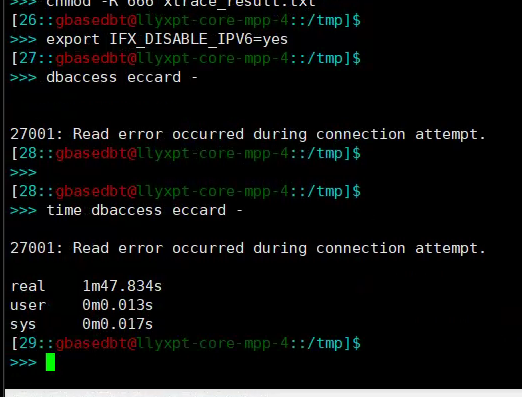 >>> chmod -R 666 xtrace_result.txt
[26::gbasedbt@llyxpt-core-mpp-4::/tmp]$
>>> export IFX_DISABLE_IPV6=yes
[27::gbasedbt@llyxpt-core-mpp-4::/tmp]$
>>> dbaccess eccard -
27001: Read error occurred during connection attempt.
[28::gbasedbt@llyxpt-core-mpp-4::/tmp]$
>>>
[28::gbasedbt@llyxpt-core-mpp-4::/tmp]$
>>> time dbaccess eccard -
27001: Read error occurred during connection attempt.
real 1m47.834s
user 0m0.013s
sys 0m0.017s
[29::gbasedbt@llyxpt-core-mpp-4::/tmp]$
>>>